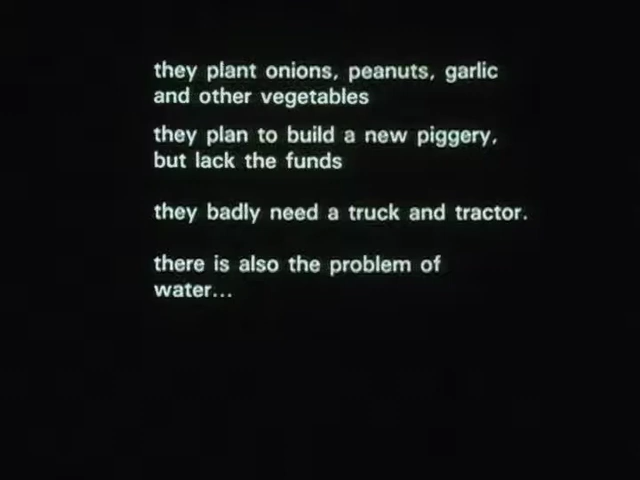 they plant onions, peanuts, garlic
and other vegetables
they plan to build a new piggery,
but lack the funds
they badly need a truck and tractor.
there is also the problem of
water...